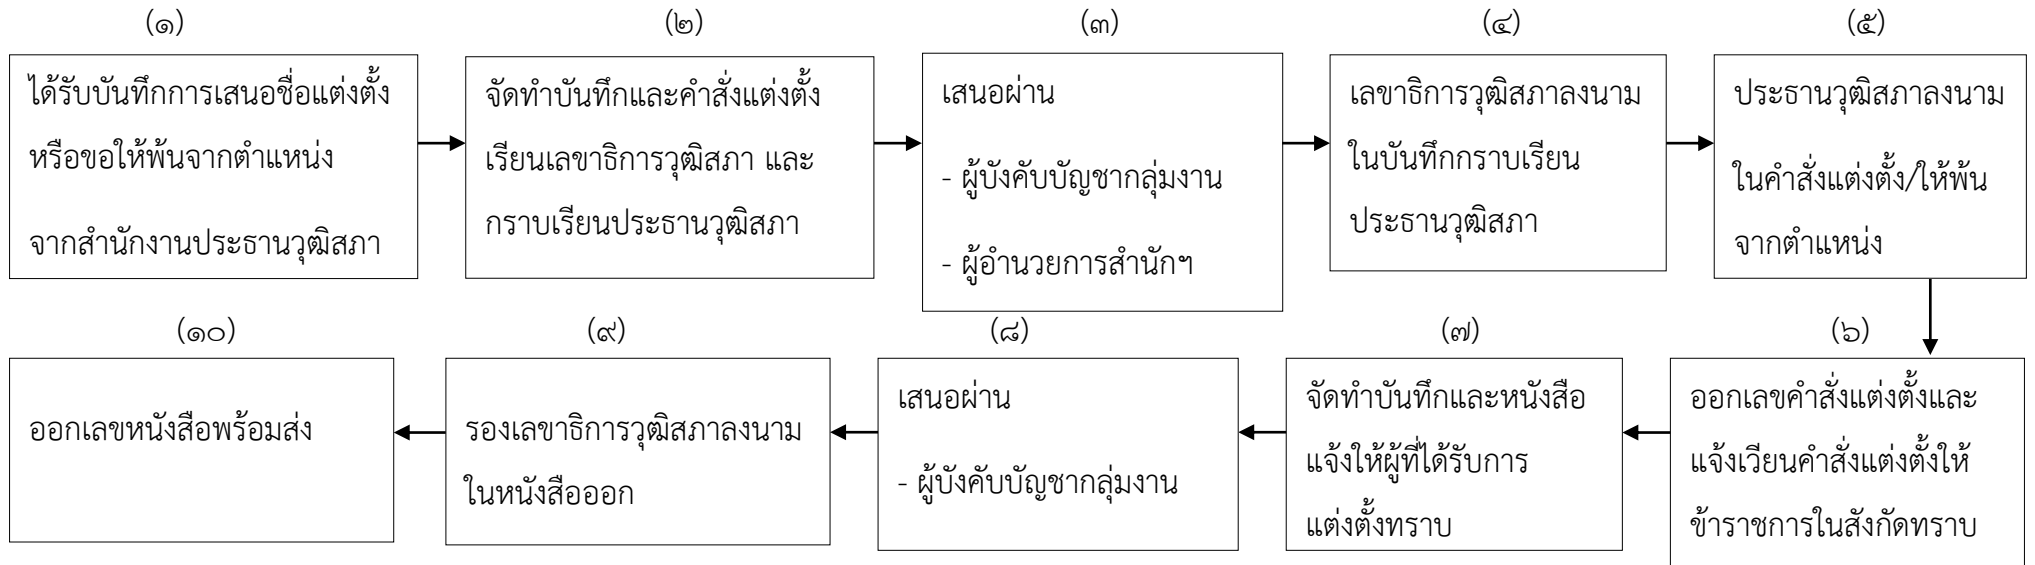 (๑)
ได้รับบันทึกการเสนอชื่อแต่งตั้ง
หรือขอให้พ้นจากตำแหน่ง
จากสำนักงานประธานวุฒิสภา
(๒)
จัดทำบันทึกและคำสั่งแต่งตั้ง
เรียนเลขาธิการวุฒิสภา และ
กราบเรียนประธานวุฒิสภา
(๓)
เสนอผ่าน
- ผู้บังคับบัญชากลุ่มงาน
- ผู้อำนวยการสำนักฯ
(๔)
เลขาธิการวุฒิสภาลงนาม
ในบันทึกกราบเรียน
ประธานวุฒิสภา
(๕)
ประธานวุฒิสภาลงนาม
ในคำสั่งแต่งตั้ง/ให้พ้น
จากตำแหน่ง
(๖)
ออกเลขคำสั่งแต่งตั้งและ
แจ้งเวียนคำสั่งแต่งตั้งให้
ข้าราชการในสังกัดทราบ
(๗)
จัดทำบันทึกและหนังสือ
แจ้งให้ผู้ที่ได้รับการ
แต่งตั้งทราบ
(๘)
เสนอผ่าน
- ผู้บังคับบัญชากลุ่มงาน
(๙)
รองเลขาธิการวุฒิสภาลงนาม
ในหนังสือออก
(๑๐)
ออกเลขหนังสือพร้อมส่ง